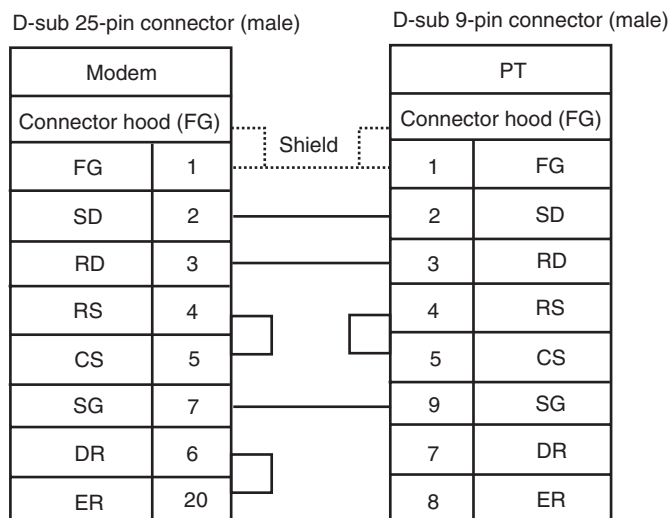 D-sub 25-pin connector (male)
D-sub 9-pin connector (male)
Modem
Connector hood (FG)
FG 1
SD 2
RD 3
RS 4
CS 5
SG 7
DR 6
ER 20
Shield
PT
Connector hood (FG)
1 FG
2 SD
3 RD
4 RS
5 CS
9 SG
7 DR
8 ER